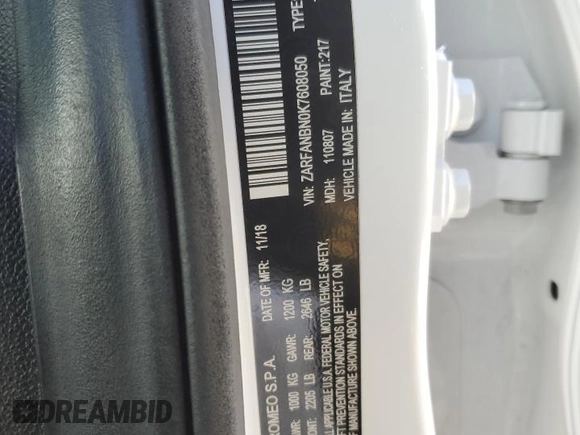 ROMEO S.P.A.
DATE OF MFR: 11/18
VIN: ZARFANBN0K7608050
TYPE
GAWR: 1000 KG GAWR: 1200 KG
2205 LB REAR: 2646 LB
MDH: 110807 PAINT: 217
VEHICLE MADE IN: ITALY
APPLICABLE U.S.A. FEDERAL MOTOR VEHICLE SAFETY,
PREVENTION STANDARDS IN EFFECT ON
OF MANUFACTURE SHOWN ABOVE.
DREAMBID